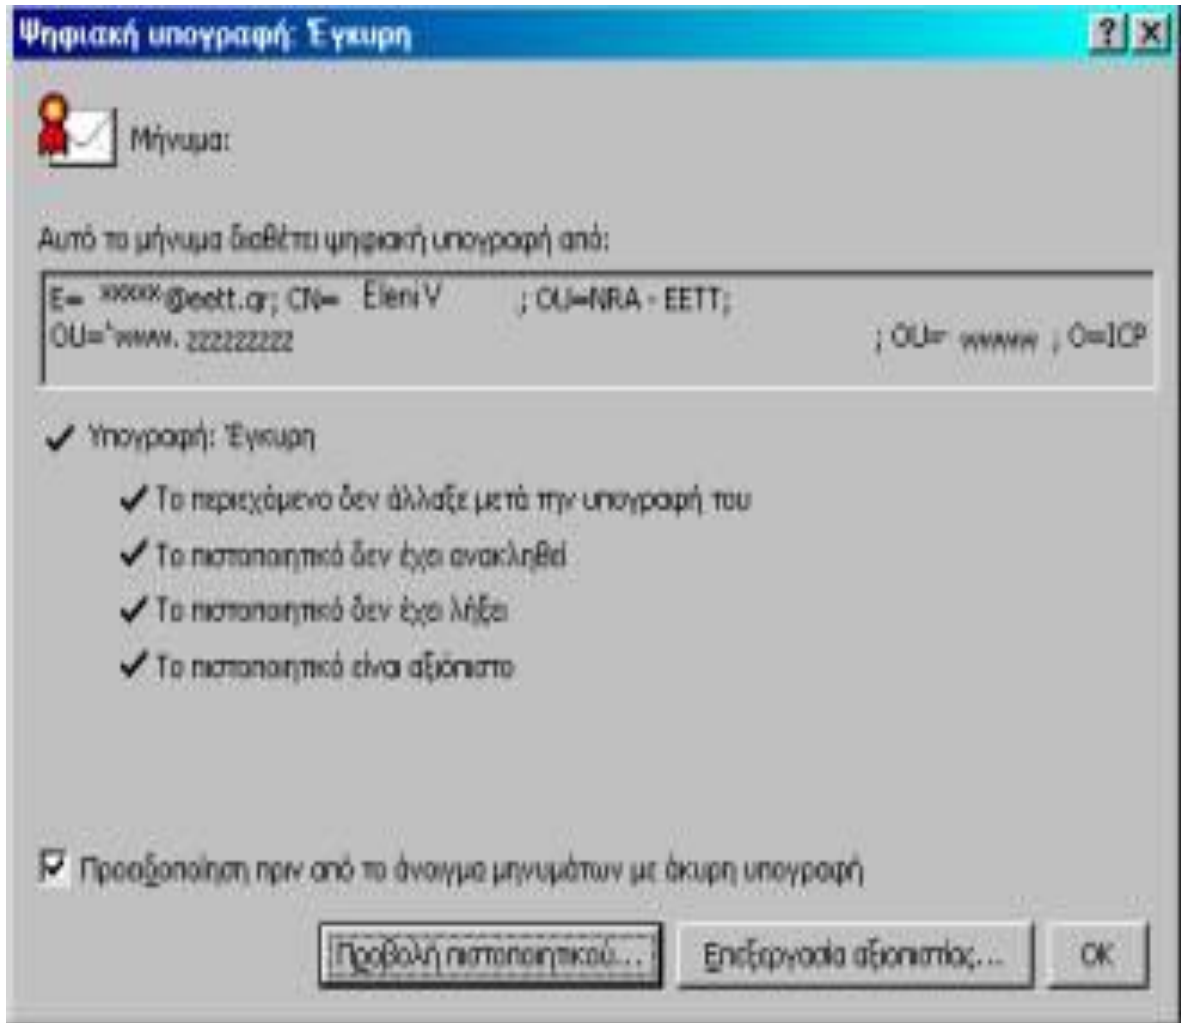 Ψηφιακή υπογραφή: Έγκυρη
Μήνυμα:
Αυτό το μήνυμα διαθέτει ψηφιακή υπογραφή από:
E= xxxxx@eett.gr; CN= Eleni V ; OU=NRA - EETT;
OU="www. zzzzzzzzz ; OU= wwwww ; O=ICP
Υπογραφή: Έγκυρη
Το περιεχόμενο δεν άλλαξε μετά την υπογραφή του
Το πιστοποιητικό δεν έχει ανακληθεί
Το πιστοποιητικό δεν έχει λήξει
Το πιστοποιητικό είναι αξιόπιστο
Προειδοποίηση πριν από το άνοιγμα μηνυμάτων με άκυρη υπογραφή
Προβολή πιστοποιητικού... Επεξεργασία αξιοπιστίας... OK